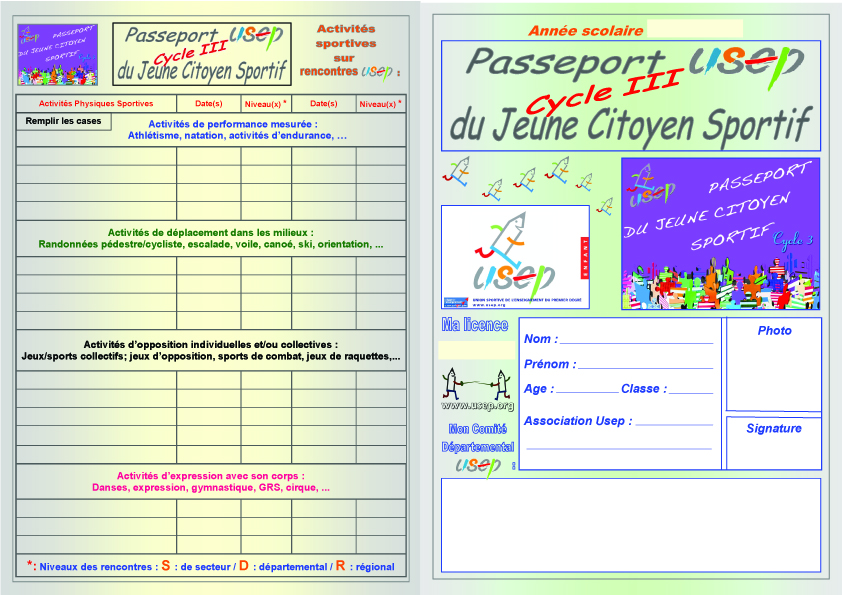 PASSEPORT
DU JEUNE CITOYEN
SPORTIF
Passeport usep
Cycle III
du Jeune Citoyen Sportif
Activités
sportives
sur
rencontres usep :
Activités Physiques Sportives Date(s) Niveau(x) * Date(s) Niveau(x) *
Remplir les cases
Activités de performance mesurée :
Athlétisme, natation, activités d'endurance, …
Activités de déplacement dans les milieux :
Randonnées pédestre/cycliste, escalade, voile, canoé, ski, orientation, ...
Activités d'opposition individuelles et/ou collectives :
Jeux/sports collectifs; jeux d'opposition, sports de combat, jeux de raquettes,...
Activités d'expression avec son corps :
Danses, expression, gymnastique, GRS, cirque, ...
*: Niveaux des rencontres : S : de secteur / D : départemental / R : régional
Année scolaire
Passeport usep
Cycle III
du Jeune Citoyen Sportif
usep
ENFANT
UNION SPORTIVE DE L'ENSEIGNEMENT DU PREMIER DEGRÉ
www.usep.org
usep
PASSEPORT
DU JEUNE CITOYEN
SPORTIF
Cycle 3
Ma licence
www.usep.org
Mon Comité
Départemental
usep :
Nom :
Prénom :
Age : Classe :
Association Usep :
Photo
Signature